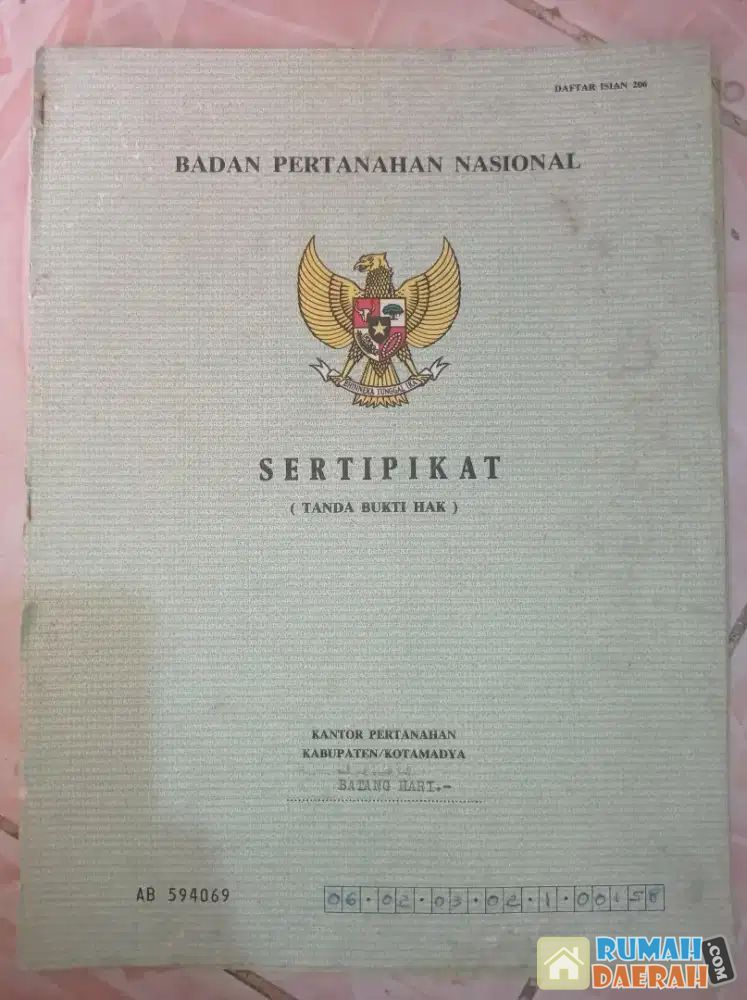 DAFTAR ISIAN 206
BADAN PERTANAHAN NASIONAL
BHINNEKA TUNGGAL IKA
SERTIPIKAT
( TANDA BUKTI HAK )
KANTOR PERTANAHAN
KABUPATEN/KOTAMADYA
BATANG HARI.-
AB 594069
06.02.03.02.1.00158
RUMAH
DAERAH.COM